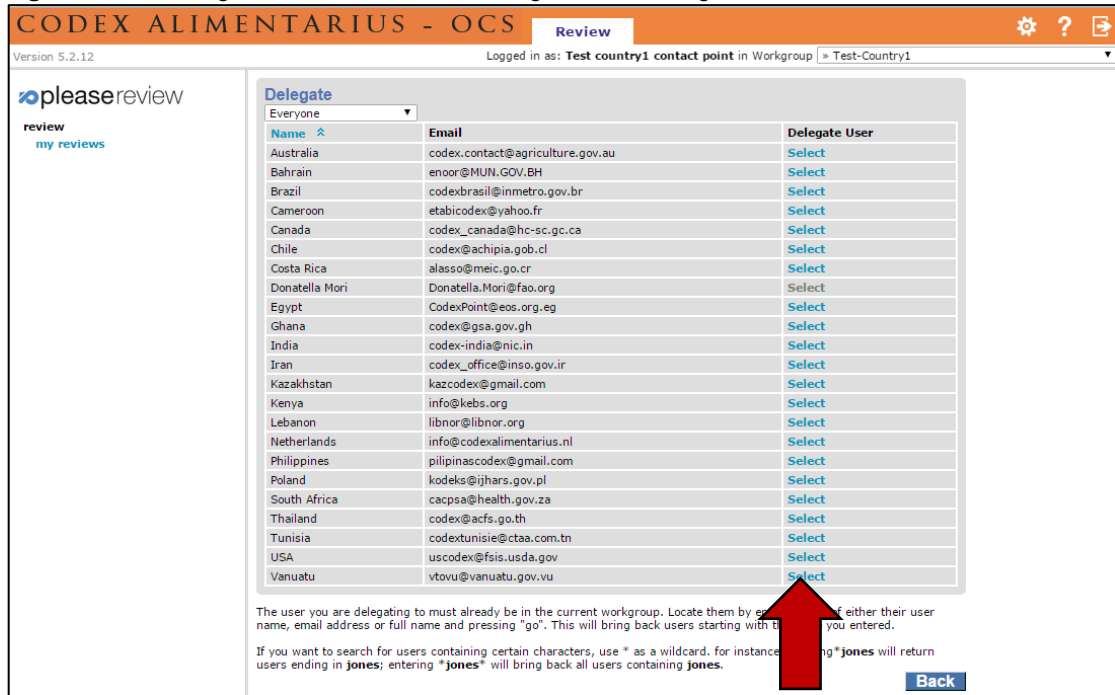 CODEX ALIMENTARIUS - OCS Review ?
Version 5.2.12 Logged in as: Test country1 contact point in Workgroup » Test-Country1
pleasereview
review
my reviews
Delegate
Everyone
Name Email Delegate User
Australia codex.contact@agriculture.gov.au Select
Bahrain enoor@MUN.GOV.BH Select
Brazil codexbrasil@inmetro.gov.br Select
Cameroon etabicodex@yahoo.fr Select
Canada codex_canada@hc-sc.gc.ca Select
Chile codex@achipia.gob.cl Select
Costa Rica alasso@meic.go.cr Select
Donatella Mori Donatella.Mori@fao.org Select
Egypt CodexPoint@eos.org.eg Select
Ghana codex@gsa.gov.gh Select
India codex-india@nic.in Select
Iran codex_office@inso.gov.ir Select
Kazakhstan kazcodex@gmail.com Select
Kenya info@kebs.org Select
Lebanon libnor@libnor.org Select
Netherlands info@codexalimentarius.nl Select
Philippines pilipinascodex@gmail.com Select
Poland kodeks@ijhars.gov.pl Select
South Africa cacpsa@health.gov.za Select
Thailand codex@acfs.go.th Select
Tunisia codextunisie@ctaa.com.tn Select
USA uscodex@fsis.usda.gov Select
Vanuatu vtovu@vanuatu.gov.vu Select
The user you are delegating to must already be in the current workgroup. Locate them by of either their user
name, email address or full name and pressing "go". This will bring back users starting with you entered.
If you want to search for users containing certain characters, use * as a wildcard. for instance *jones will return
users ending in jones; entering *jones* will bring back all users containing jones.
Back